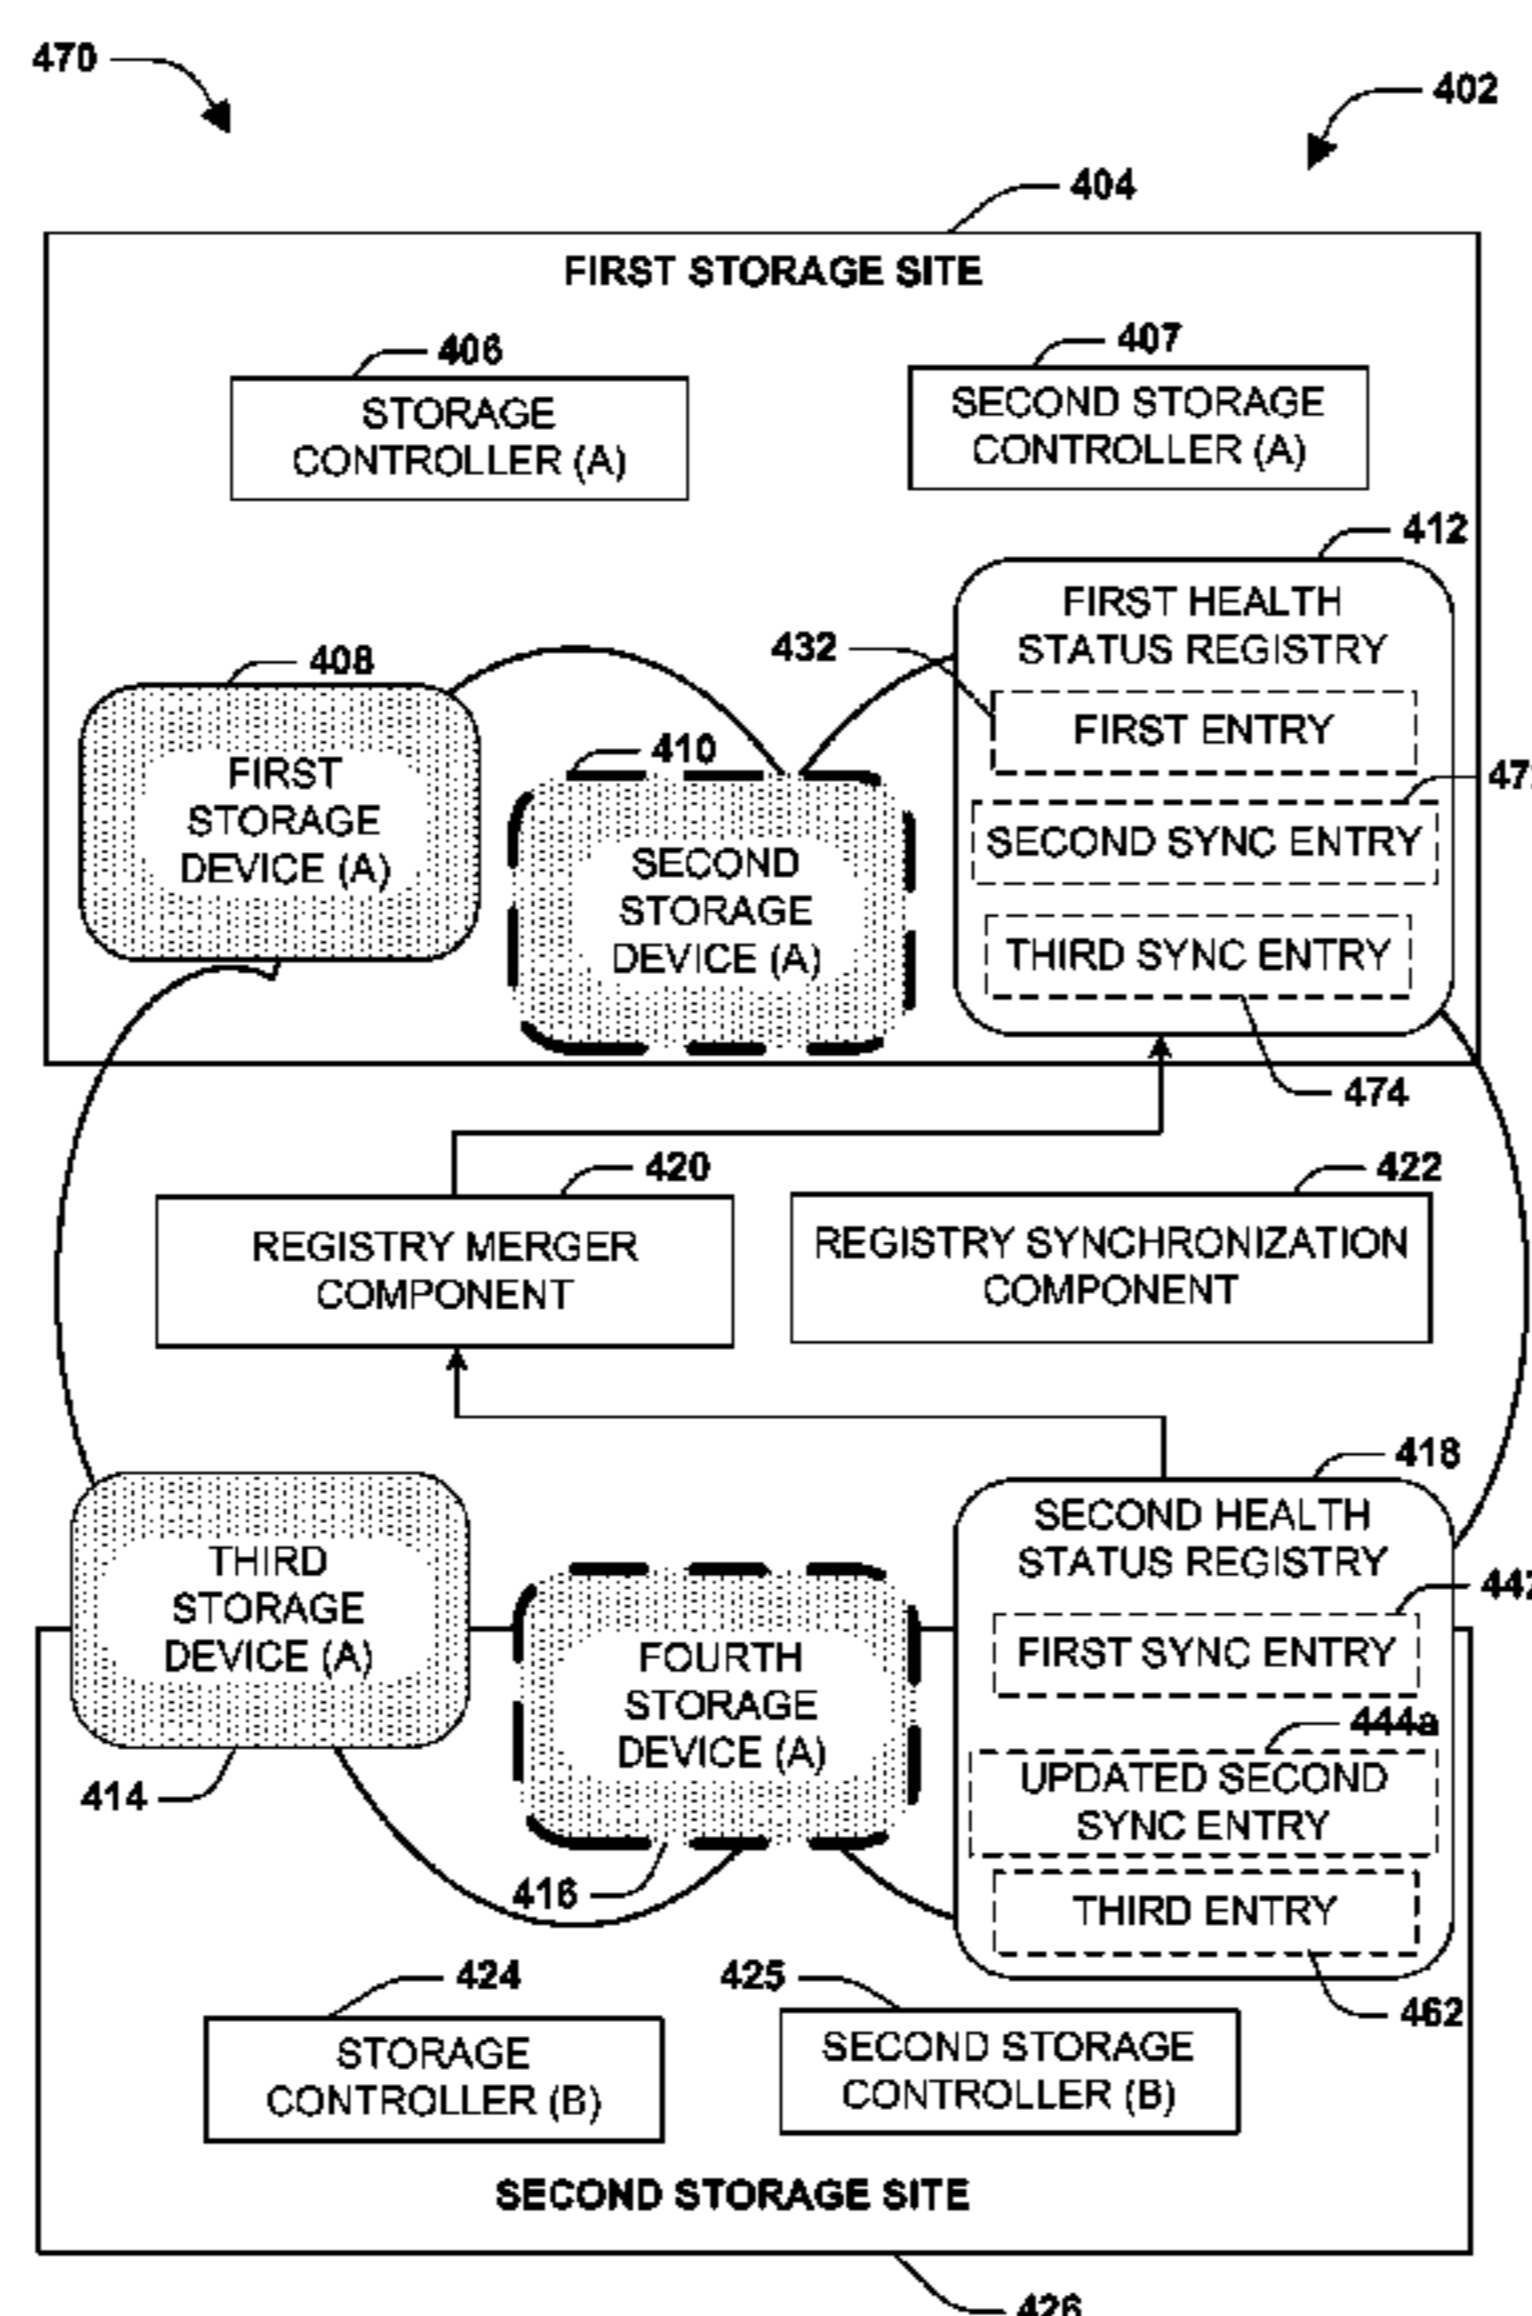 470
402
404
FIRST STORAGE SITE
406
407
STORAGE
CONTROLLER (A)
SECOND STORAGE
CONTROLLER (A)
412
FIRST HEALTH
STATUS REGISTRY
432
408
FIRST ENTRY
410
FIRST
STORAGE
DEVICE (A)
SECOND SYNC ENTRY
SECOND
STORAGE
DEVICE (A)
THIRD SYNC ENTRY
474
420
422
REGISTRY MERGER
COMPONENT
REGISTRY SYNCHRONIZATION
COMPONENT
418
SECOND HEALTH
STATUS REGISTRY
THIRD
STORAGE
DEVICE (A)
442
FIRST SYNC ENTRY
FOURTH
STORAGE
DEVICE (A)
444a
UPDATED SECOND
SYNC ENTRY
414
416
THIRD ENTRY
424
425
462
STORAGE
CONTROLLER (B)
SECOND STORAGE
CONTROLLER (B)
SECOND STORAGE SITE
426